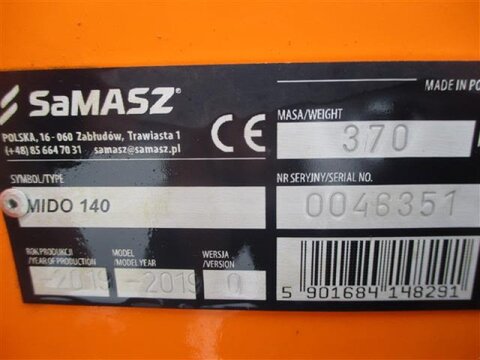 SaMASZ®
POLSKA, 16 - 060 Zabłudów, Trawiasta 1
(+48) 85 664 70 31 samasz@samasz.pl
CE
MADE IN PO
MASA/WEIGHT
370
SYMBOL/TYPE
MIDO 140
NR SERYJNY/SERIAL NO.
0046351
ROK PRODUKCJI
/YEAR OF PRODUCTION
-2019
MODEL
/MODEL YEAR
-2019
WERSJA
/VERSION
0
5 901684 148291